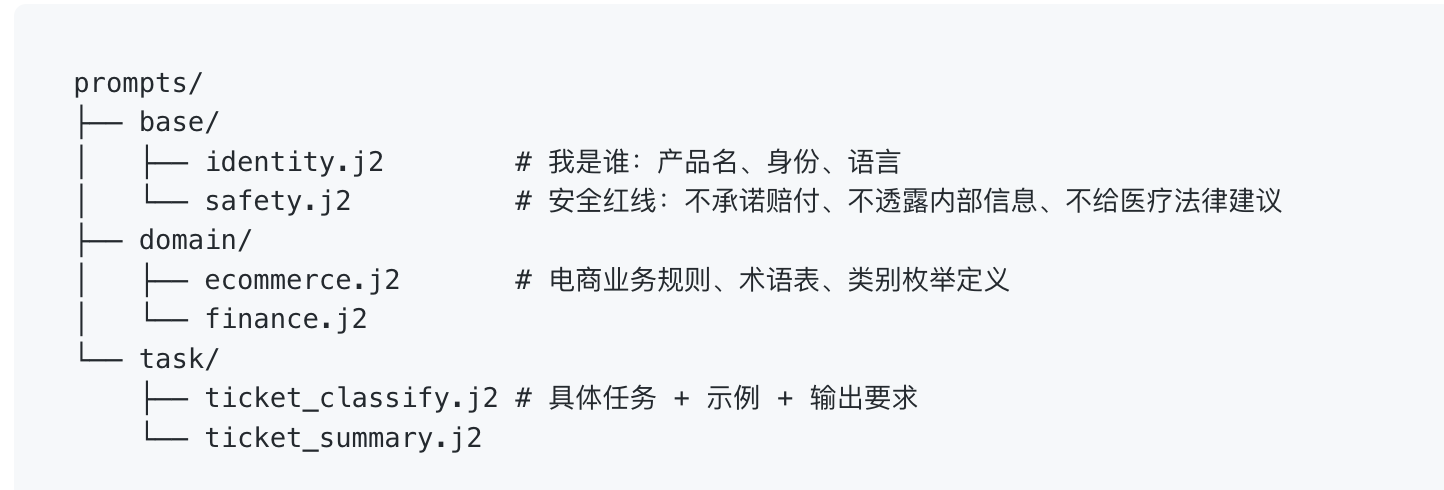 prompts/
├── base/
│   ├── identity.j2        # 我是谁：产品名、身份、语言
│   └── safety.j2          # 安全红线：不承诺赔付、不透露内部信息、不给医疗法律建议
├── domain/
│   ├── ecommerce.j2       # 电商业务规则、术语表、类别枚举定义
│   └── finance.j2
└── task/
    ├── ticket_classify.j2 # 具体任务 + 示例 + 输出要求
    └── ticket_summary.j2